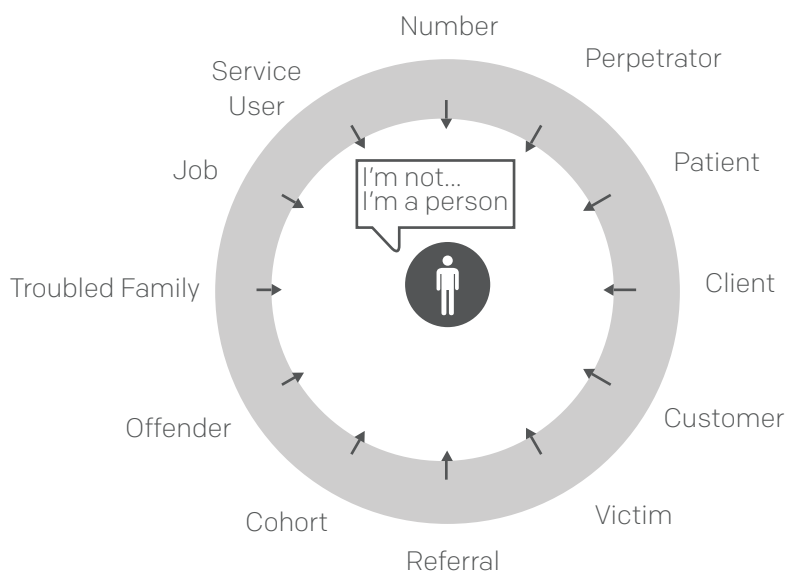 Number
Perpetrator
Service
User
Patient
Job
I'm not...
I'm a person
Client
Troubled Family
Customer
Offender
Victim
Cohort
Referral